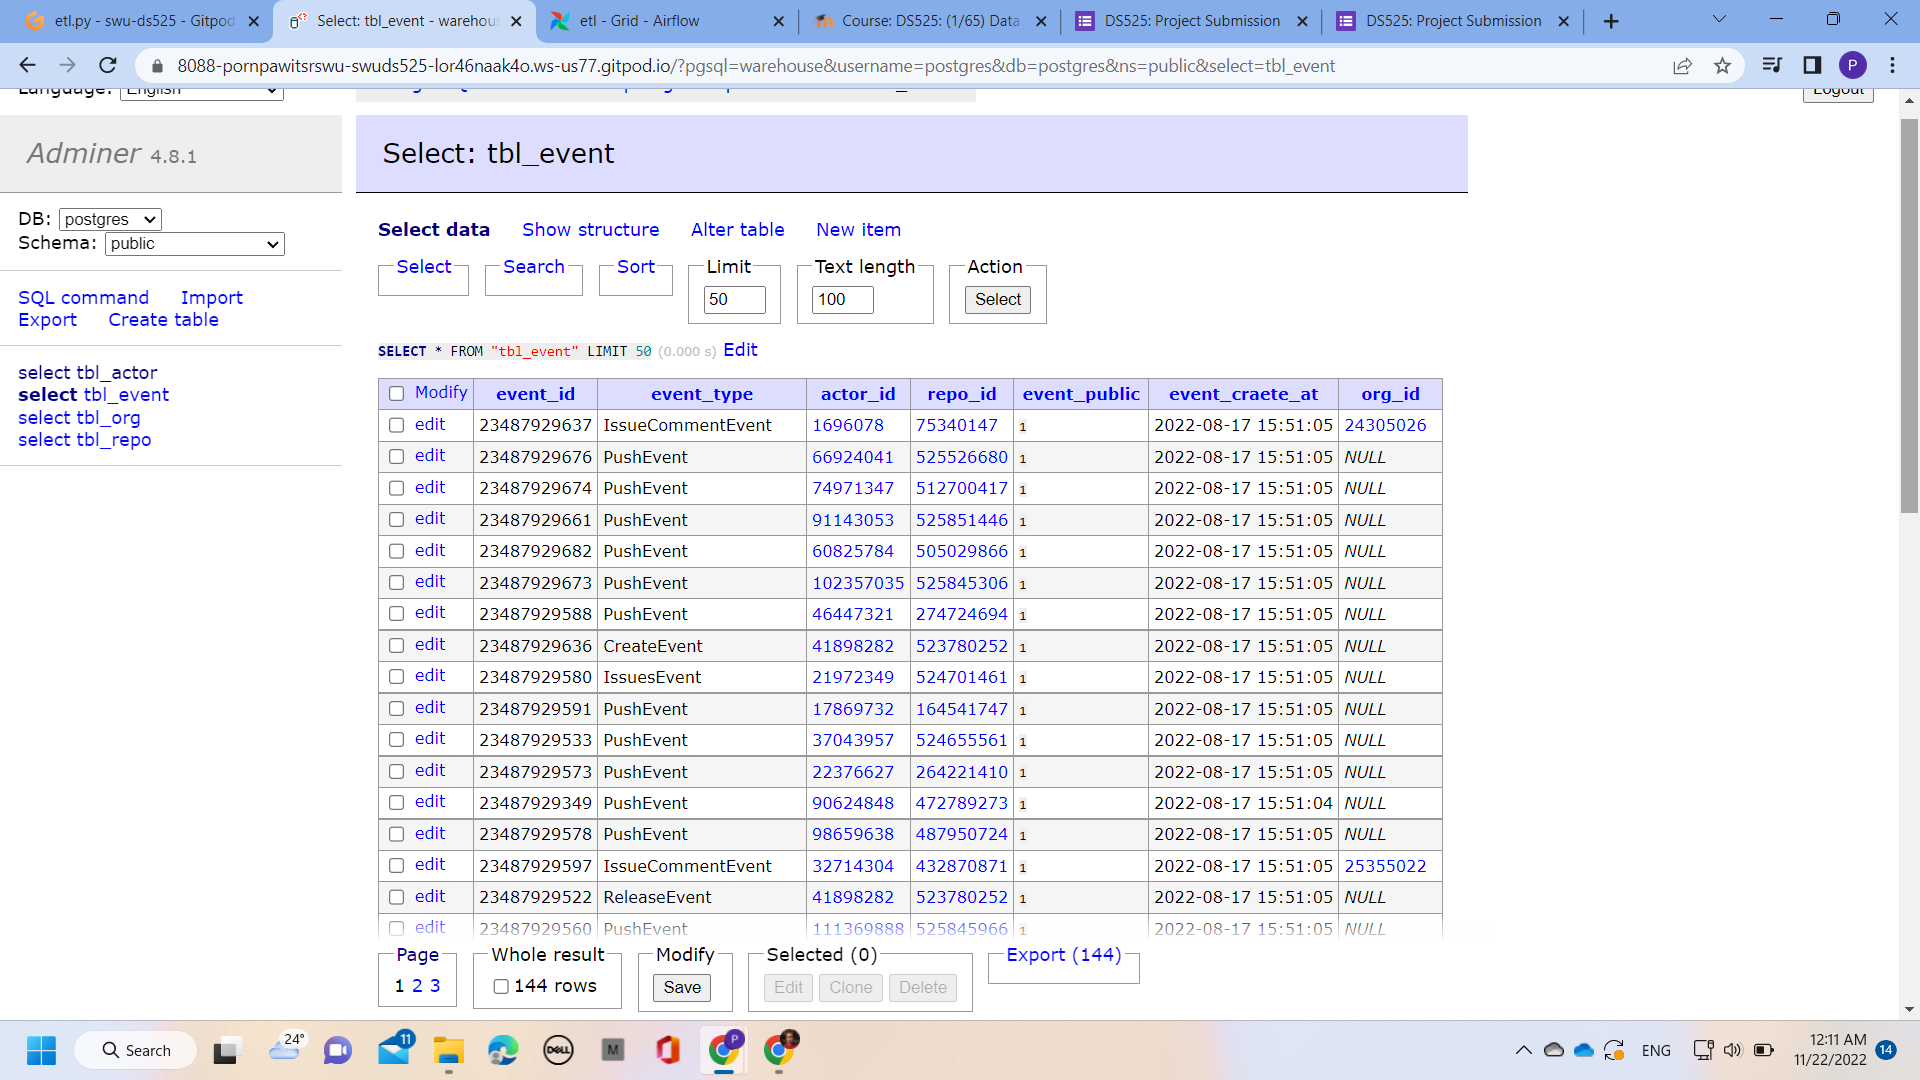 etl.py - swu-ds525 - Gitpod
Select: tbl_event - warehous
etl - Grid - Airflow
Course: DS525: (1/65) Data
DS525: Project Submission
DS525: Project Submission
8088-pornpawitsrswu-swuds525-lor46naak4o.ws-us77.gitpod.io/?pgsql=warehouse&username=postgres&db=postgres&ns=public&select=tbl_event
P
Language: English
Logout
Adminer 4.8.1
Select: tbl_event
DB: postgres
Schema: public
SQL command Import
Export Create table
select tbl_actor
select tbl_event
select tbl_org
select tbl_repo
Select data Show structure Alter table New item
Select Search Sort Limit Text length Action
50 100 Select
SELECT * FROM "tbl_event" LIMIT 50 (0.000 s) Edit
Modify event_id event_type actor_id repo_id event_public event_craete_at org_id
edit 23487929637 IssueCommentEvent 1696078 75340147 1 2022-08-17 15:51:05 24305026
edit 23487929676 PushEvent 66924041 525526680 1 2022-08-17 15:51:05 NULL
edit 23487929674 PushEvent 74971347 512700417 1 2022-08-17 15:51:05 NULL
edit 23487929661 PushEvent 91143053 525851446 1 2022-08-17 15:51:05 NULL
edit 23487929682 PushEvent 60825784 505029866 1 2022-08-17 15:51:05 NULL
edit 23487929673 PushEvent 102357035 525845306 1 2022-08-17 15:51:05 NULL
edit 23487929588 PushEvent 46447321 274724694 1 2022-08-17 15:51:05 NULL
edit 23487929636 CreateEvent 41898282 523780252 1 2022-08-17 15:51:05 NULL
edit 23487929580 IssuesEvent 21972349 524701461 1 2022-08-17 15:51:05 NULL
edit 23487929591 PushEvent 17869732 164541747 1 2022-08-17 15:51:05 NULL
edit 23487929533 PushEvent 37043957 524655561 1 2022-08-17 15:51:05 NULL
edit 23487929573 PushEvent 22376627 264221410 1 2022-08-17 15:51:05 NULL
edit 23487929349 PushEvent 90624848 472789273 1 2022-08-17 15:51:04 NULL
edit 23487929578 PushEvent 98659638 487950724 1 2022-08-17 15:51:05 NULL
edit 23487929597 IssueCommentEvent 32714304 432870871 1 2022-08-17 15:51:05 25355022
edit 23487929522 ReleaseEvent 41898282 523780252 1 2022-08-17 15:51:05 NULL
edit 23487929560 PushEvent 111369888 525845966 1 2022-08-17 15:51:05 NULL
Page Whole result Modify Selected (0) Export (144)
1 2 3 144 rows Save Edit Clone Delete
Search
24°
11
DELL
M
P
ENG
12:11 AM
11/22/2022
14